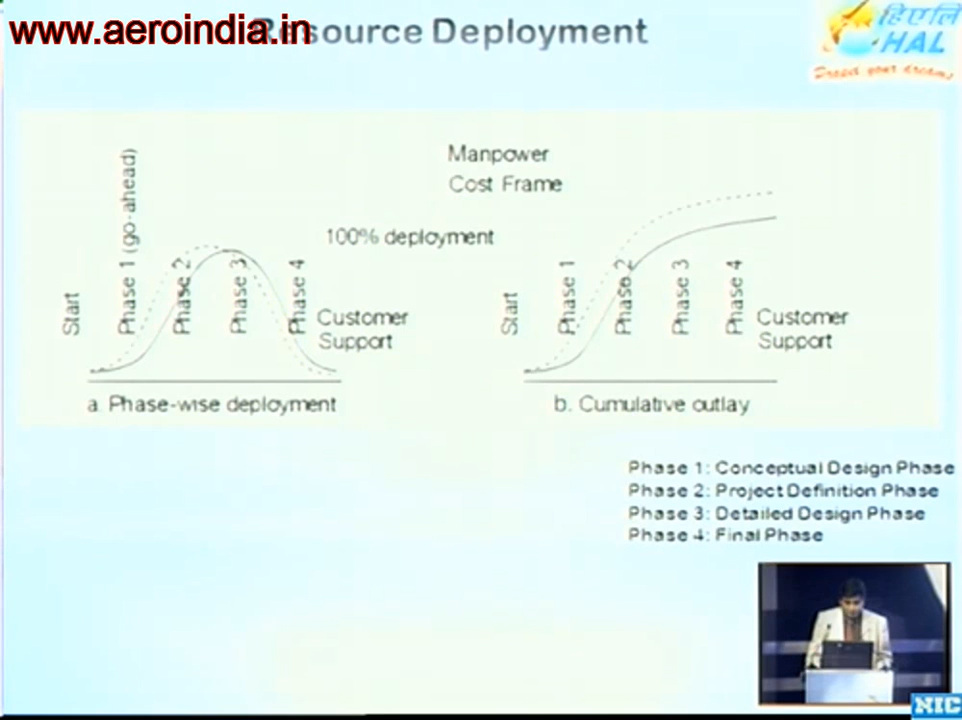 www.aeroindia.in
Resource Deployment
हिएलि
HAL
Manpower
Cost Frame
100% deployment
Start
Phase 1 (go-ahead)
Phase 2
Phase 3
Phase 4
Customer
Support
a. Phase-wise deployment
Start
Phase 1
Phase 2
Phase 3
Phase 4
Customer
Support
b. Cumulative outlay
Phase 1: Conceptual Design Phase
Phase 2: Project Definition Phase
Phase 3: Detailed Design Phase
Phase 4: Final Phase
NIC